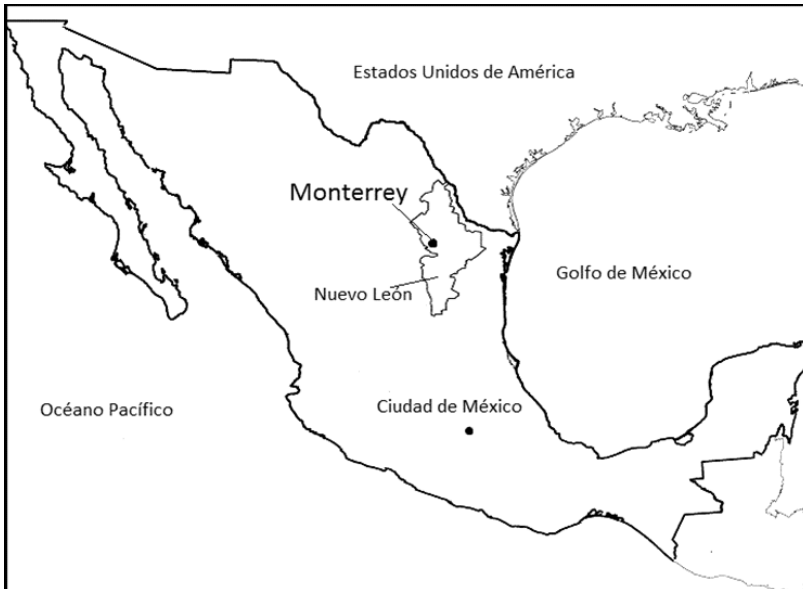 Estados Unidos de América
Monterrey
Golfo de México
Nuevo León
Océano Pacífico
Ciudad de México